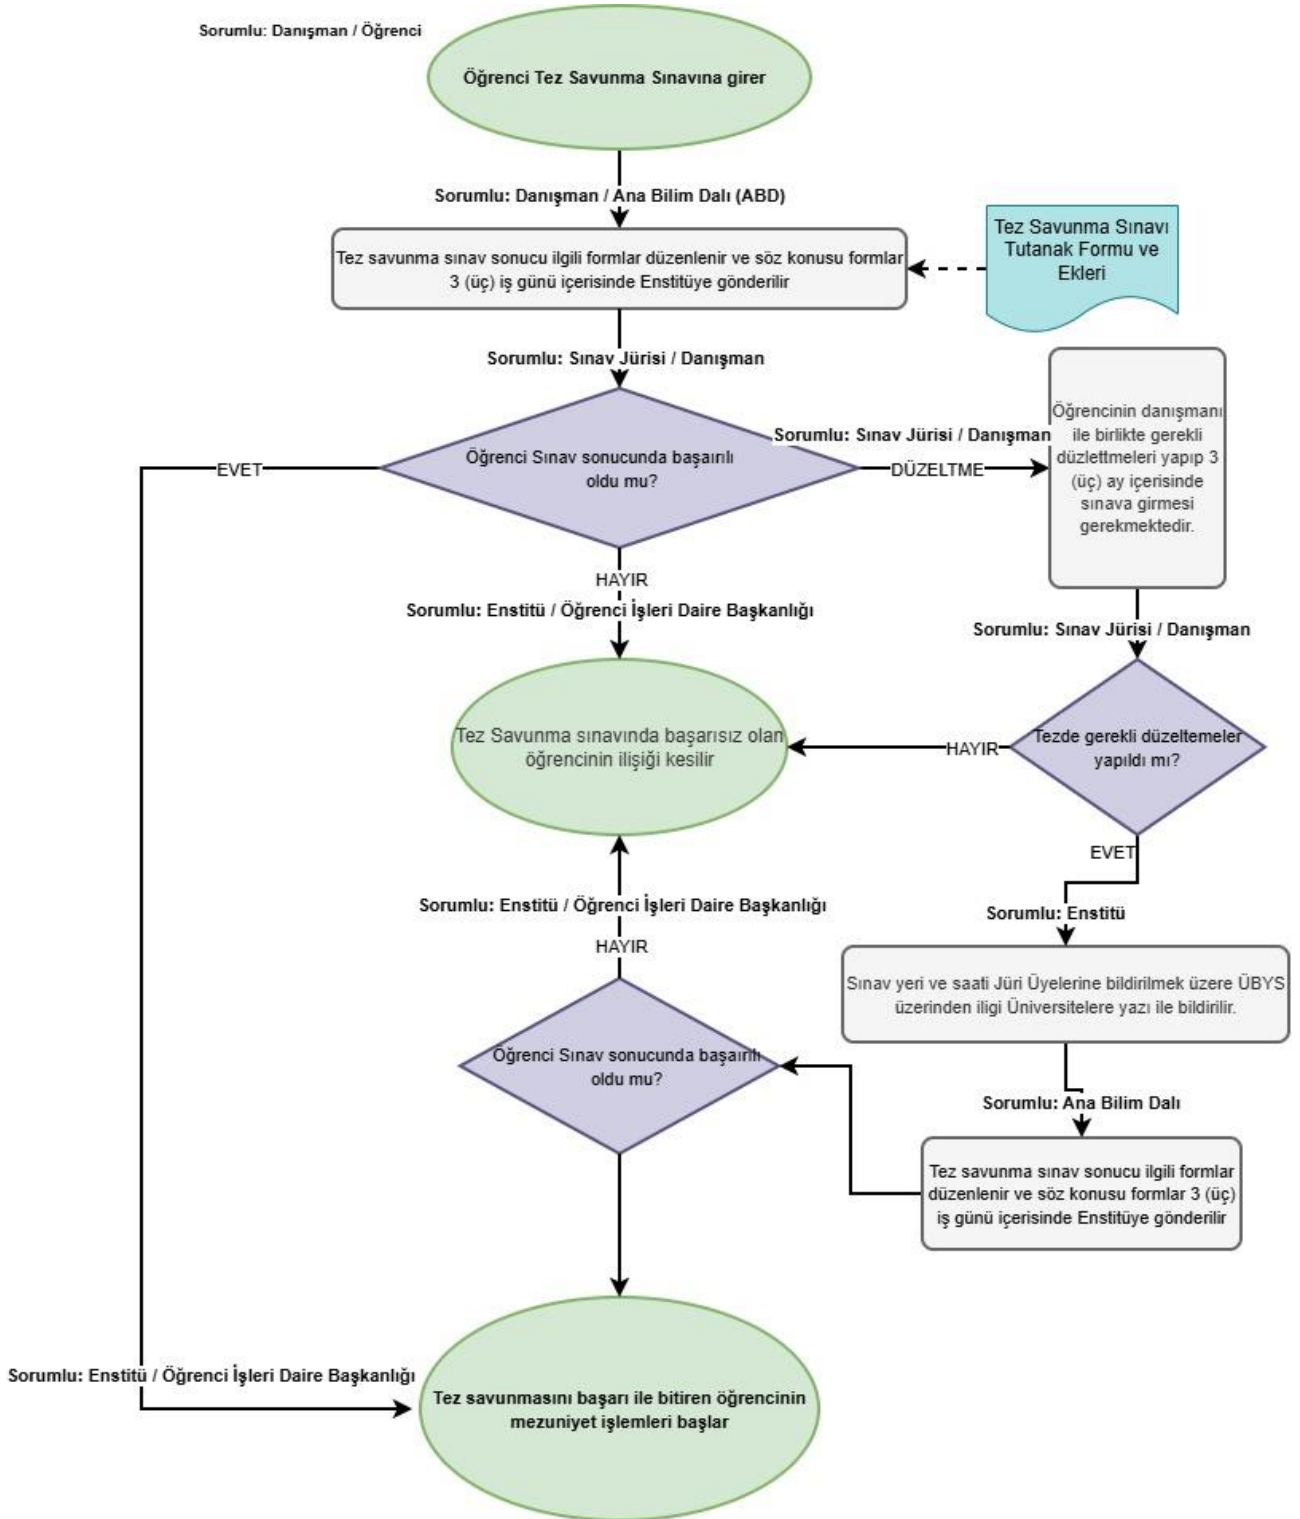 Sorumlu: Danışman / Öğrenci
Öğrenci Tez Savunma Sınavına girer
Sorumlu: Danışman / Ana Bilim Dalı (ABD)
Tez savunma sınav sonucu ilgili formlar düzenlenir ve söz konusu formlar
3 (üç) iş günü içerisinde Enstitüye gönderilir
Tez Savunma Sınavı
Tutanak Formu ve
Ekleri
Sorumlu: Sınav Jürisi / Danışman
Öğrenci Sınav sonucunda başaırılı
oldu mu?
EVET
Sorumlu: Sınav Jürisi / Danışman
DÜZELTME
Öğrencinin danışmanı
ile birlikte gerekli
düzlettmeleri yapıp 3
(üç) ay içerisinde
sınava girmesi
gerekmektedir.
HAYIR
Sorumlu: Enstitü / Öğrenci İşleri Daire Başkanlığı
Sorumlu: Sınav Jürisi / Danışman
Tez Savunma sınavında başarısız olan
öğrencinin ilişiği kesilir
HAYIR
Tezde gerekli düzeltemeler
yapıldı mı?
EVET
Sorumlu: Enstitü / Öğrenci İşleri Daire Başkanlığı
HAYIR
Sorumlu: Enstitü
Sınav yeri ve saati Jüri Üyelerine bildirilmek üzere ÜBYS
üzerinden iligi Üniversitelere yazı ile bildirilir.
Öğrenci Sınav sonucunda başaırılı
oldu mu?
Sorumlu: Ana Bilim Dalı
Tez savunma sınav sonucu ilgili formlar
düzenlenir ve söz konusu formlar 3 (üç)
iş günü içerisinde Enstitüye gönderilir
Sorumlu: Enstitü / Öğrenci İşleri Daire Başkanlığı
Tez savunmasını başarı ile bitiren öğrencinin
mezuniyet işlemleri başlar